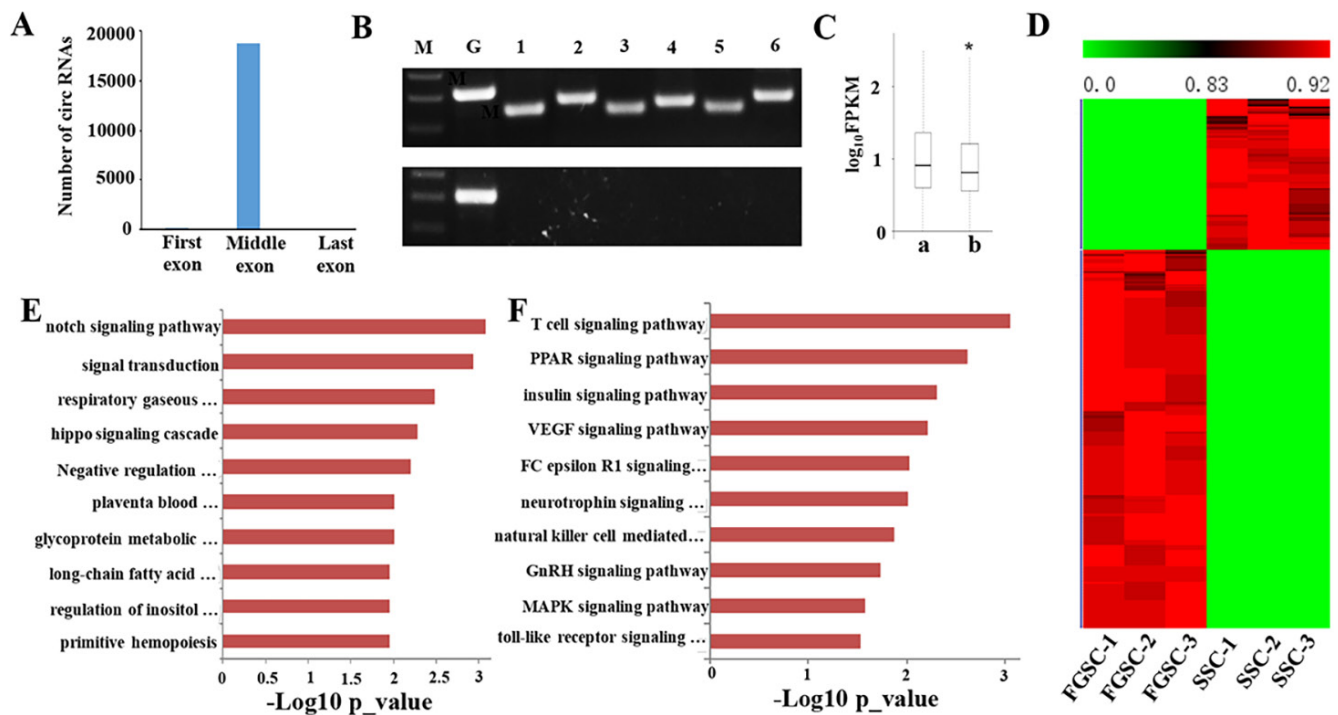 A
Number of circ RNAs
20000
15000
10000
5000
0
First
exon
Middle
exon
Last
exon
B
M G 1 2 3 4 5 6
M
M
C
*
log10FPKM
2
1
0
a b
D
0.0 0.83 0.92
FGSC-1 FGSC-2 FGSC-3 SSC-1 SSC-2 SSC-3
E
notch signaling pathway
signal transduction
respiratory gaseous ...
hippo signaling cascade
Negative regulation ...
plaventa blood ...
glycoprotein metabolic ...
long-chain fatty acid ...
regulation of inositol ...
primitive hemopoiesis
0 0.5 1 1.5 2 2.5 3
-Log10 p_value
F
T cell signaling pathway
PPAR signaling pathway
insulin signaling pathway
VEGF signaling pathway
FC epsilon R1 signaling...
neurotrophin signaling ...
natural killer cell mediated...
GnRH signaling pathway
MAPK signaling pathway
toll-like receptor signaling ...
0 1 2 3
-Log10 p_value